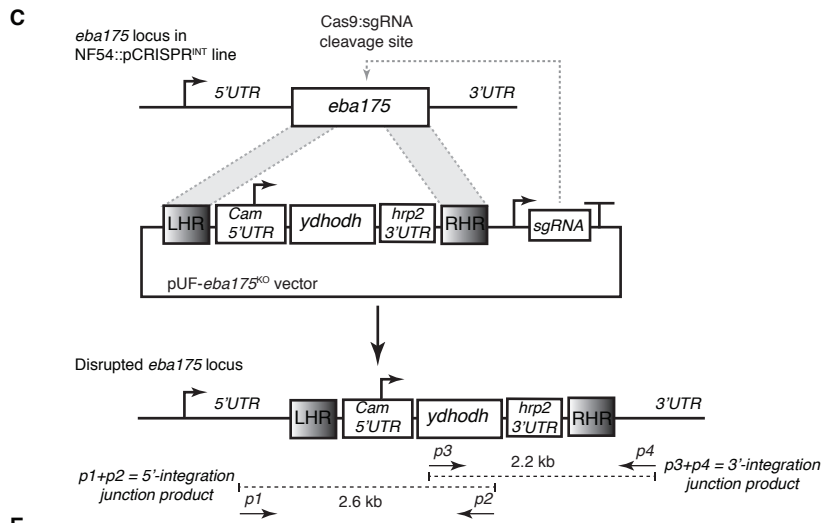 C
eba175 locus in
NF54::pCRISPRINT line
Cas9:sgRNA
cleavage site
5'UTR
eba175
3'UTR
LHR
Cam
5'UTR
ydhodh
hrp2
3'UTR
RHR
sgRNA
pUF-eba175KO vector
Disrupted eba175 locus
5'UTR
LHR
Cam
5'UTR
ydhodh
hrp2
3'UTR
RHR
3'UTR
p3
2.2 kb
p4
p1+p2 = 5'-integration
junction product
p3+p4 = 3'-integration
junction product
p1
2.6 kb
p2